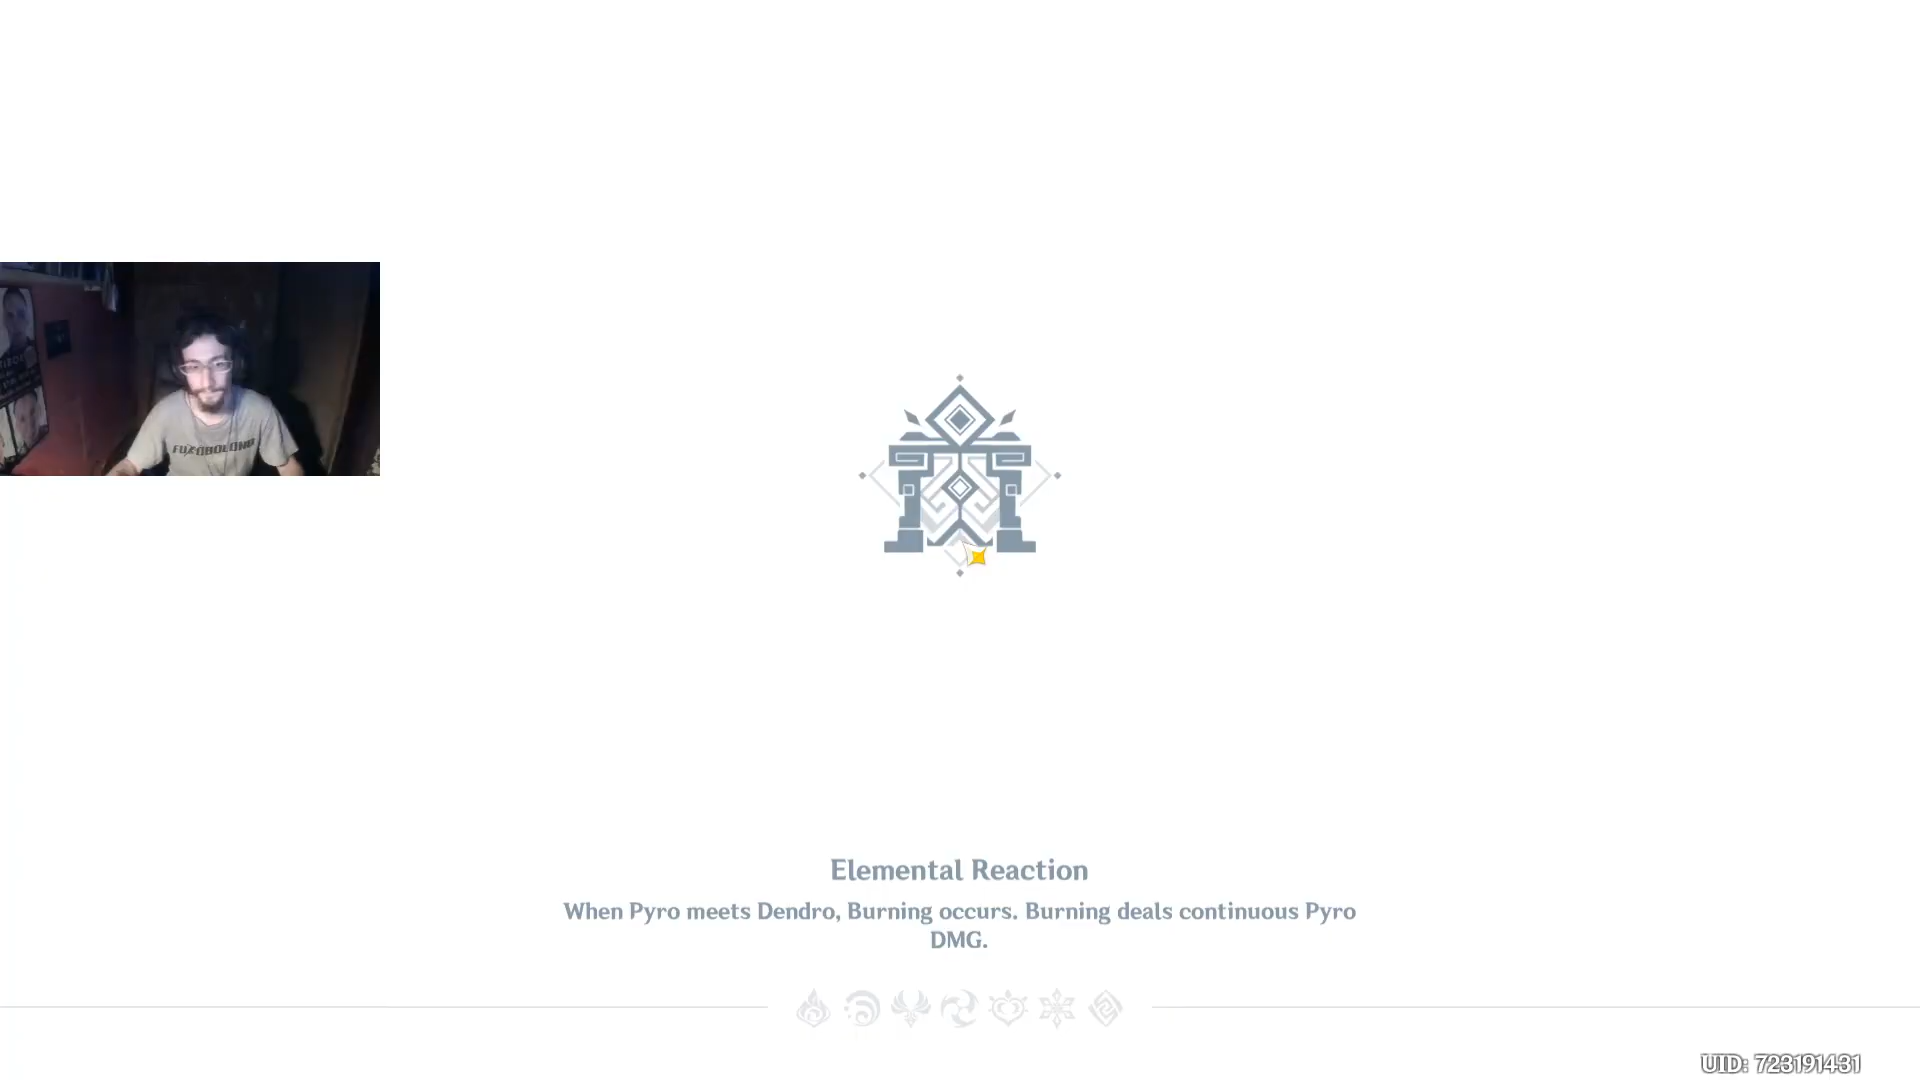 Elemental Reaction
When Pyro meets Dendro, Burning occurs. Burning deals continuous Pyro
DMG.
UID: 723191431